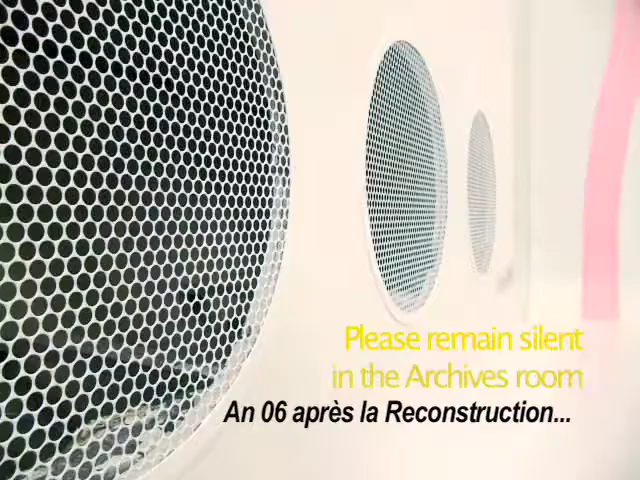 Please remain silent
in the Archives room
An 06 après la Reconstruction...